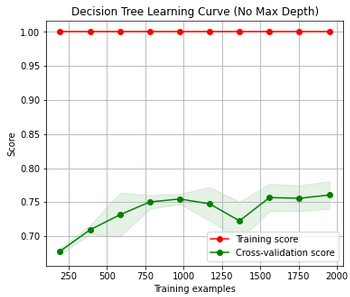 Decision Tree Learning Curve (No Max Depth)
1.00
0.95
0.90
0.85
0.80
0.75
0.70
Score
250 500 750 1000 1250 1500 1750 2000
Training examples
Training score
Cross-validation score